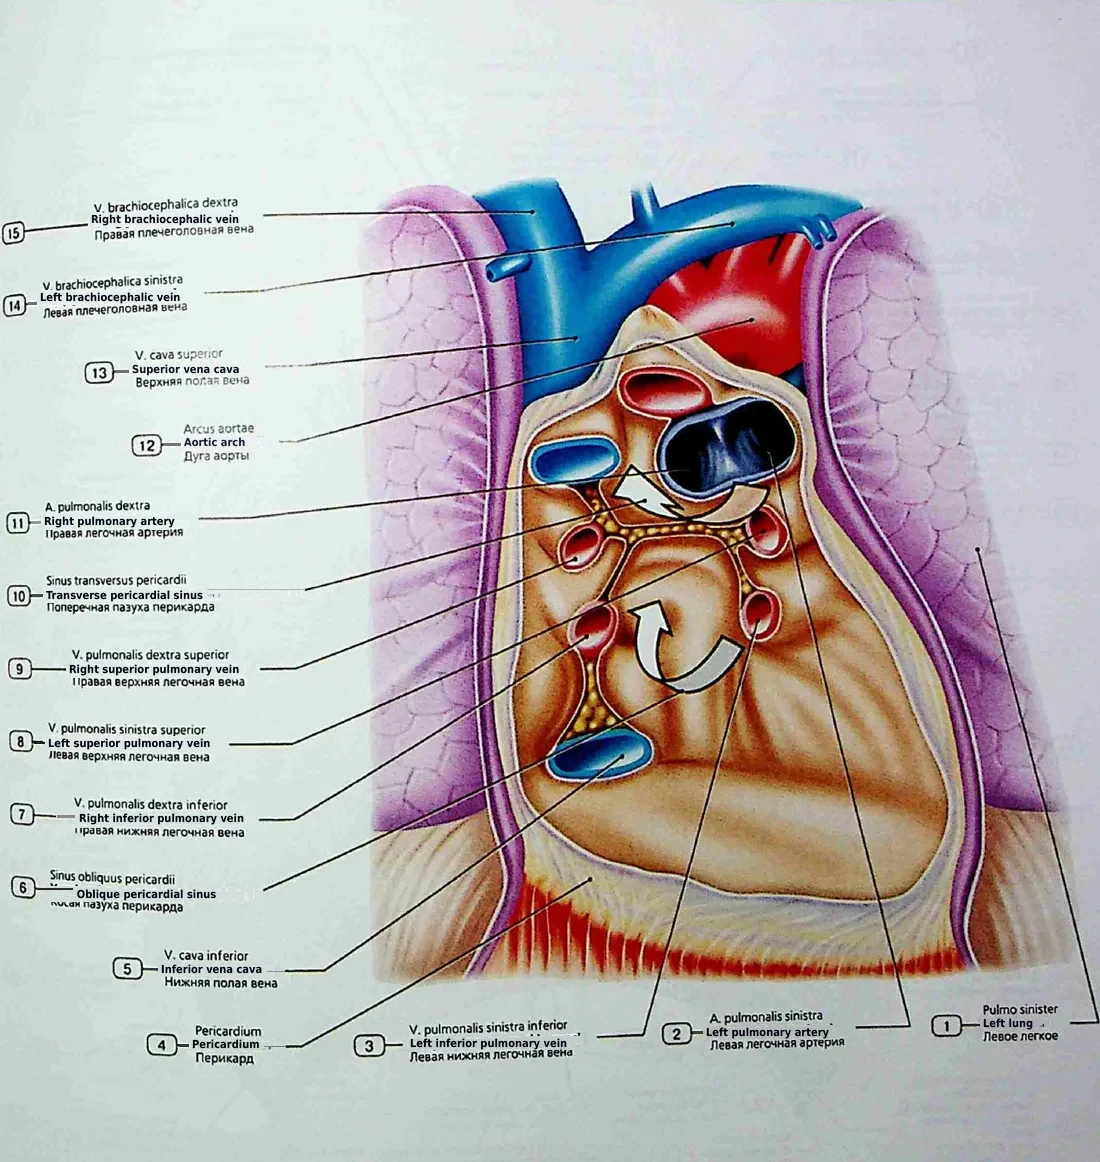 V. brachiocephalica dextra
15 Right brachiocephalic vein
Правая плечеголовная вена
V. brachiocephalica sinistra
14 Left brachiocephalic vein
Левая плечеголовная вена
V. cava superior
13 Superior vena cava
Верхняя полая вена
Arcus aortae
12 Aortic arch
Дуга аорты
A. pulmonalis dextra
11 Right pulmonary artery
Правая легочная артерия
Sinus transversus pericardii
10 Transverse pericardial sinus
Поперечная пазуха перикарда
V. pulmonalis dextra superior
9 Right superior pulmonary vein
Правая верхняя легочная вена
V. pulmonalis sinistra superior
8 Left superior pulmonary vein
Левая верхняя легочная вена
V. pulmonalis dextra inferior
7 Right inferior pulmonary vein
Правая нижняя легочная вена
Sinus obliquus pericardii
6 Oblique pericardial sinus
пазуха перикарда
V. cava inferior
5 Inferior vena cava
Нижняя полая вена
Pericardium
4 Pericardium
Перикард
V. pulmonalis sinistra inferior
3 Left inferior pulmonary vein
Левая нижняя легочная вена
A. pulmonalis sinistra
2 Left pulmonary artery
Левая легочная артерия
Pulmo sinister
1 Left lung
Левое легкое